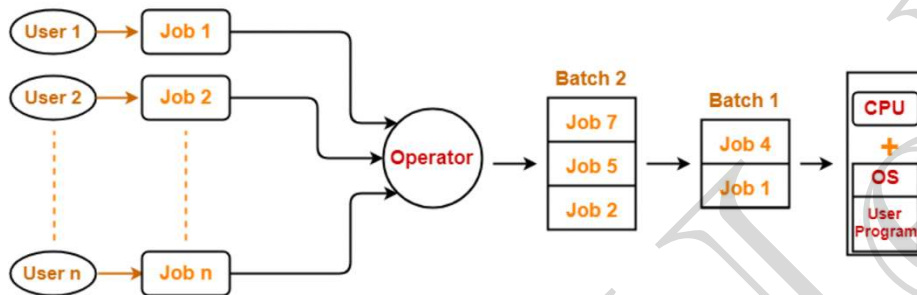 User 1
Job 1
User 2
Job 2
User n
Job n
Operator
Batch 2
Job 7
Job 5
Job 2
Batch 1
Job 4
Job 1
CPU
+
OS
User
Program